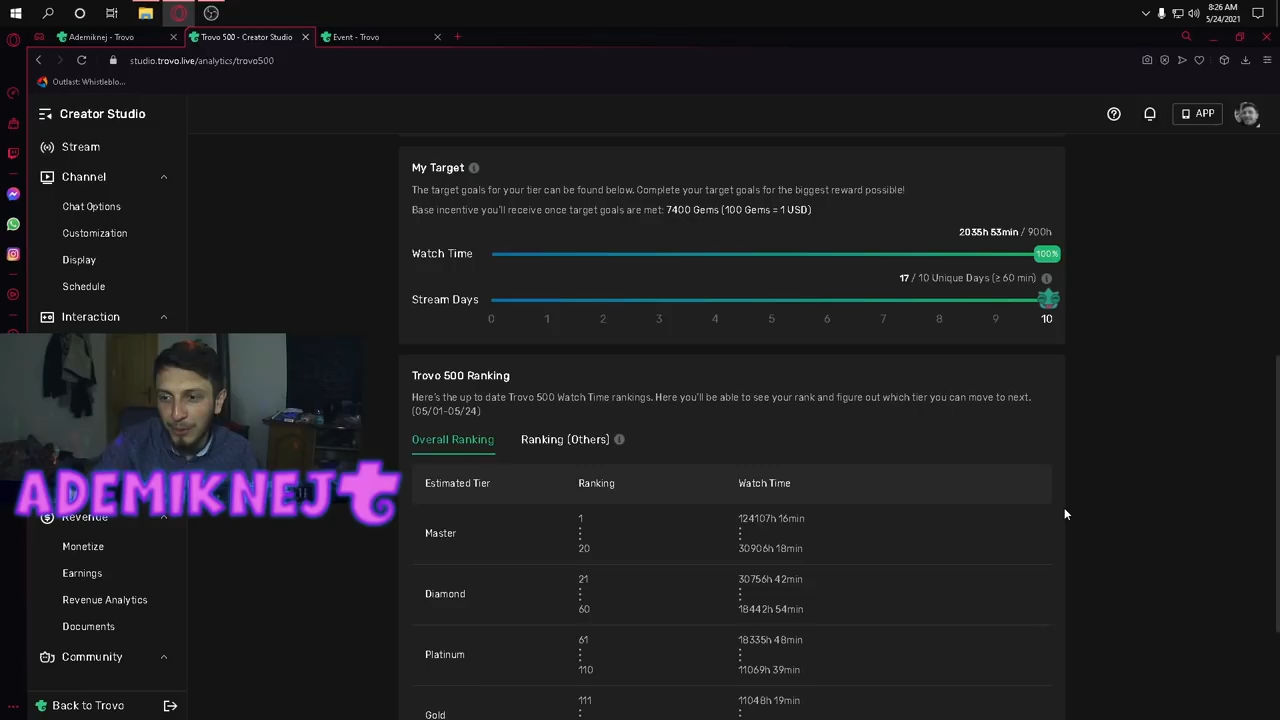 8:26 AM
5/24/2021
Ademiknej - Trovo
Trovo 500 - Creator Studio
Event - Trovo
studio.trovo.live/analytics/trovo500
Outlast: Whistleblo...
Creator Studio
APP
Stream
Channel
Chat Options
Customization
Display
Schedule
Interaction
Revenue
Monetize
Earnings
Revenue Analytics
Documents
Community
Back to Trovo
ADEMIKNEJ
My Target
The target goals for your tier can be found below. Complete your target goals for the biggest reward possible!
Base incentive you'll receive once target goals are met: 7400 Gems (100 Gems = 1 USD)
2035h 53min / 900h
Watch Time
100%
17 / 10 Unique Days (≥ 60 min)
Stream Days
0 1 2 3 4 5 6 7 8 9 10
Trovo 500 Ranking
Here's the up to date Trovo 500 Watch Time rankings. Here you'll be able to see your rank and figure out which tier you can move to next.
(05/01-05/24)
Overall Ranking
Ranking (Others)
Estimated Tier Ranking Watch Time
1 124107h 16min
Master
20 30906h 18min
21 30756h 42min
Diamond
60 18442h 54min
61 18335h 48min
Platinum
110 11069h 39min
111 11048h 19min
Gold